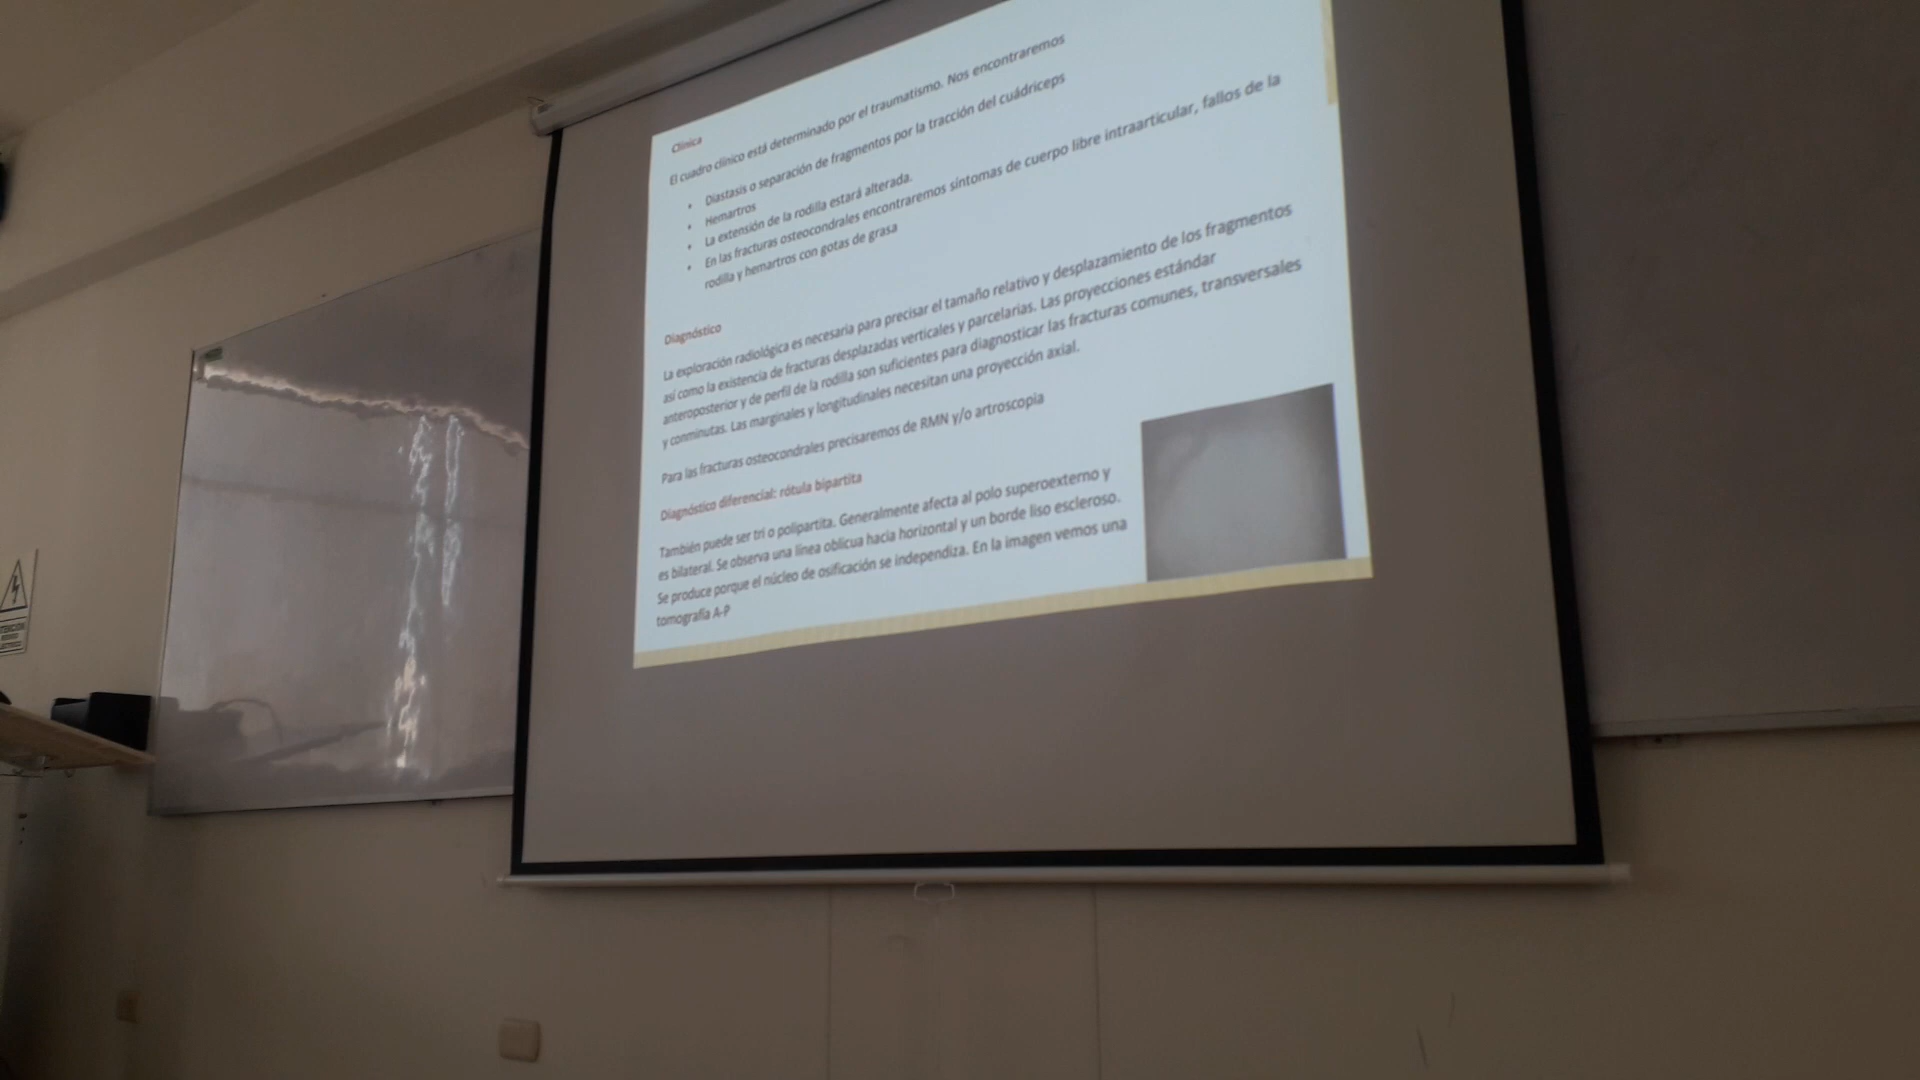 Clínica
El cuadro clínico está determinado por el traumatismo. Nos encontraremos
• Diastasis o separación de fragmentos por la tracción del cuádriceps
• Hemartros
• La extensión de la rodilla estará alterada.
• En las fracturas osteocondrales encontraremos síntomas de cuerpo libre intraarticular, fallos de la
rodilla y hemartros con gotas de grasa
Diagnóstico
La exploración radiológica es necesaria para precisar el tamaño relativo y desplazamiento de los fragmentos
así como la existencia de fracturas desplazadas verticales y parcelarias. Las proyecciones estándar
anteroposterior y de perfil de la rodilla son suficientes para diagnosticar las fracturas comunes, transversales
y conminutas. Las marginales y longitudinales necesitan una proyección axial.
Para las fracturas osteocondrales precisaremos de RMN y/o artroscopia
Diagnóstico diferencial: rótula bipartita
También puede ser tri o polipartita. Generalmente afecta al polo superoexterno y
es bilateral. Se observa una línea oblicua hacia horizontal y un borde liso escleroso.
Se produce porque el núcleo de osificación se independiza. En la imagen vemos una
tomografía A-P